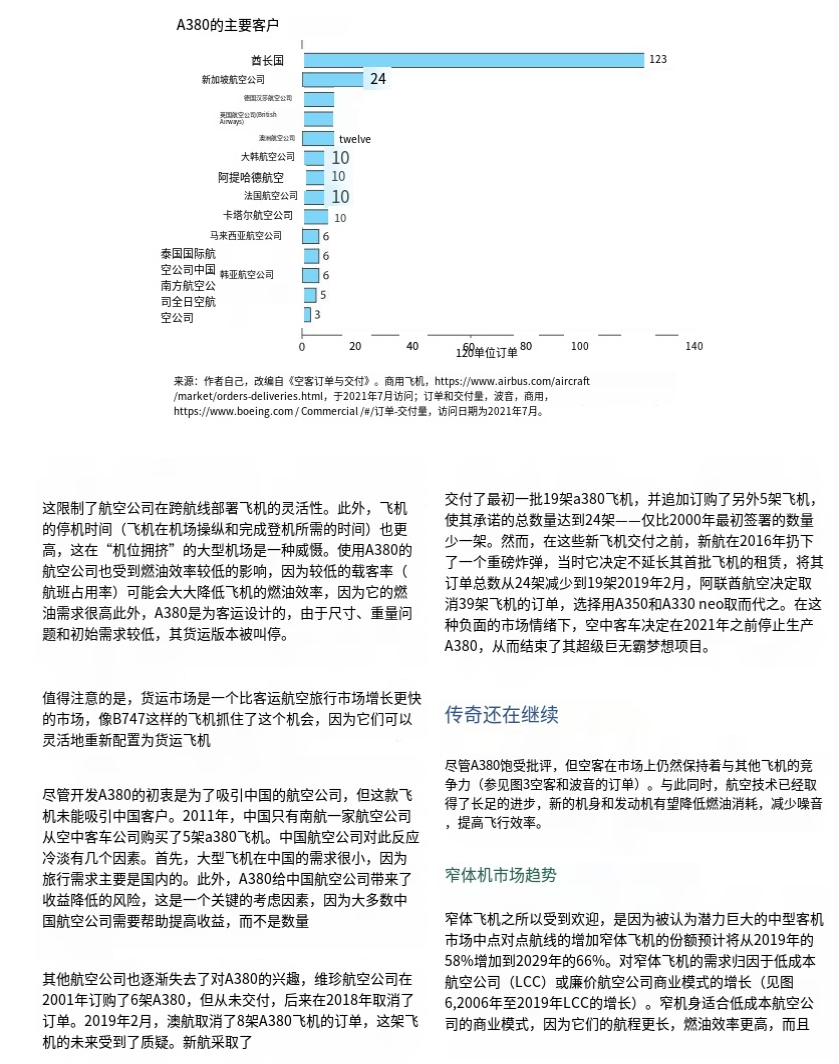 A380的主要客户
酋长国 123
新加坡航空公司 24
德国汉莎航空公司
英国航空公司(British
Airways)
澳洲航空公司 twelve
大韩航空公司 10
阿提哈德航空 10
法国航空公司 10
卡塔尔航空公司 10
马来西亚航空公司 6
泰国国际航 6
空公司中国 韩亚航空公司 6
南方航空公 5
司全日空航 3
空公司
0 20 40 60 80 100 140
120单位订单
来源：作者自己，改编自《空客订单与交付》。商用飞机，https://www.airbus.com/aircraft
/market/orders-deliveries.html，于2021年7月访问；订单和交付量，波音，商用，
https://www.boeing.com / Commercial /#/订单-交付量，访问日期为2021年7月。
这限制了航空公司在跨航线部署飞机的灵活性。此外，飞机
的停机时间（飞机在机场操纵和完成登机所需的时间）也更
高，这在“机位拥挤”的大型机场是一种威慑。使用A380的
航空公司也受到燃油效率较低的影响，因为较低的载客率（
航班占用率）可能会大大降低飞机的燃油效率，因为它的燃
油需求很高此外，A380是为客运设计的，由于尺寸、重量问
题和初始需求较低，其货运版本被叫停。
值得注意的是，货运市场是一个比客运航空旅行市场增长更快
的市场，像B747这样的飞机抓住了这个机会，因为它们可以
灵活地重新配置为货运飞机
尽管开发A380的初衷是为了吸引中国的航空公司，但这款飞
机未能吸引中国客户。2011年，中国只有南航一家航空公司
从空中客车公司购买了5架a380飞机。中国航空公司对此反应
冷淡有几个因素。首先，大型飞机在中国的需求很小，因为
旅行需求主要是国内的。此外，A380给中国航空公司带来了
收益降低的风险，这是一个关键的考虑因素，因为大多数中
国航空公司需要帮助提高收益，而不是数量
其他航空公司也逐渐失去了对A380的兴趣，维珍航空公司在
2001年订购了6架A380，但从未交付，后来在2018年取消了
订单。2019年2月，澳航取消了8架A380飞机的订单，这架飞
机的未来受到了质疑。新航采取了
交付了最初一批19架a380飞机，并追加订购了另外5架飞机，
使其承诺的总数量达到24架——仅比2000年最初签署的数量
少一架。然而，在这些新飞机交付之前，新航在2016年扔下
了一个重磅炸弹，当时它决定不延长其首批飞机的租赁，将其
订单总数从24架减少到19架2019年2月，阿联酋航空决定取
消39架飞机的订单，选择用A350和A330 neo取而代之。在这
种负面的市场情绪下，空中客车决定在2021年之前停止生产
A380，从而结束了其超级巨无霸梦想项目。
传奇还在继续
尽管A380饱受批评，但空客在市场上仍然保持着与其他飞机的竞
争力（参见图3空客和波音的订单）。与此同时，航空技术已经取
得了长足的进步，新的机身和发动机有望降低燃油消耗，减少噪音
，提高飞行效率。
窄体机市场趋势
窄体飞机之所以受到欢迎，是因为被认为潜力巨大的中型客机
市场中点对点航线的增加窄体飞机的份额预计将从2019年的
58%增加到2029年的66%。对窄体飞机的需求归因于低成本
航空公司（LCC）或廉价航空公司商业模式的增长（见图
6,2006年至2019年LCC的增长）。窄机身适合低成本航空公
司的商业模式，因为它们的航程更长，燃油效率更高，而且